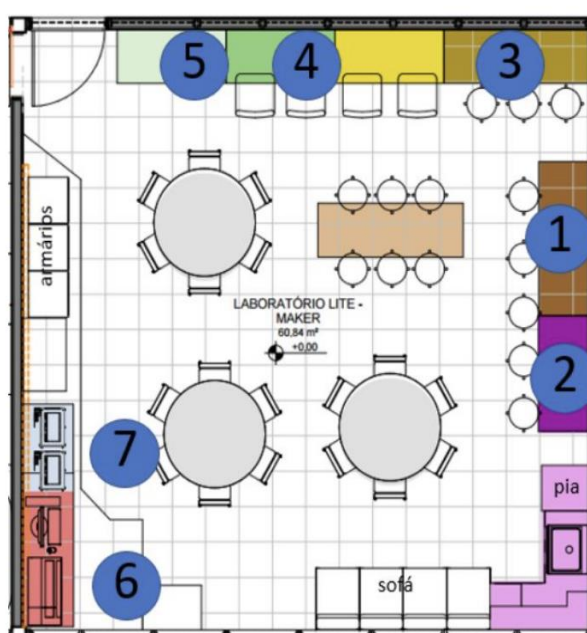 5
4
3
1
armários
LABORATÓRIO LITE -
MAKER
60,84 m²
+0,00
2
7
pia
6
sofá